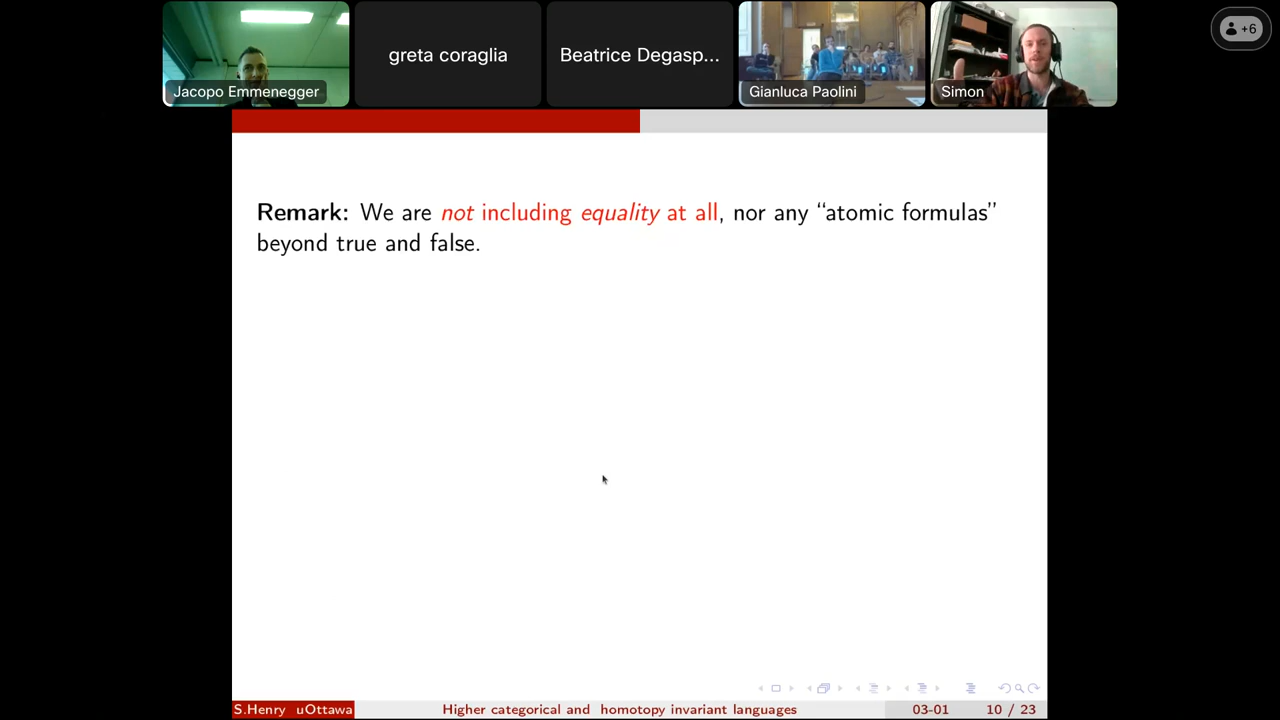 Jacopo Emmenegger
greta coraglia
Beatrice Degasp...
Gianluca Paolini
Simon
+6
Remark: We are not including equality at all, nor any “atomic formulas”
beyond true and false.
S.Henry uOttawa
Higher categorical and homotopy invariant languages
03-01
10 / 23